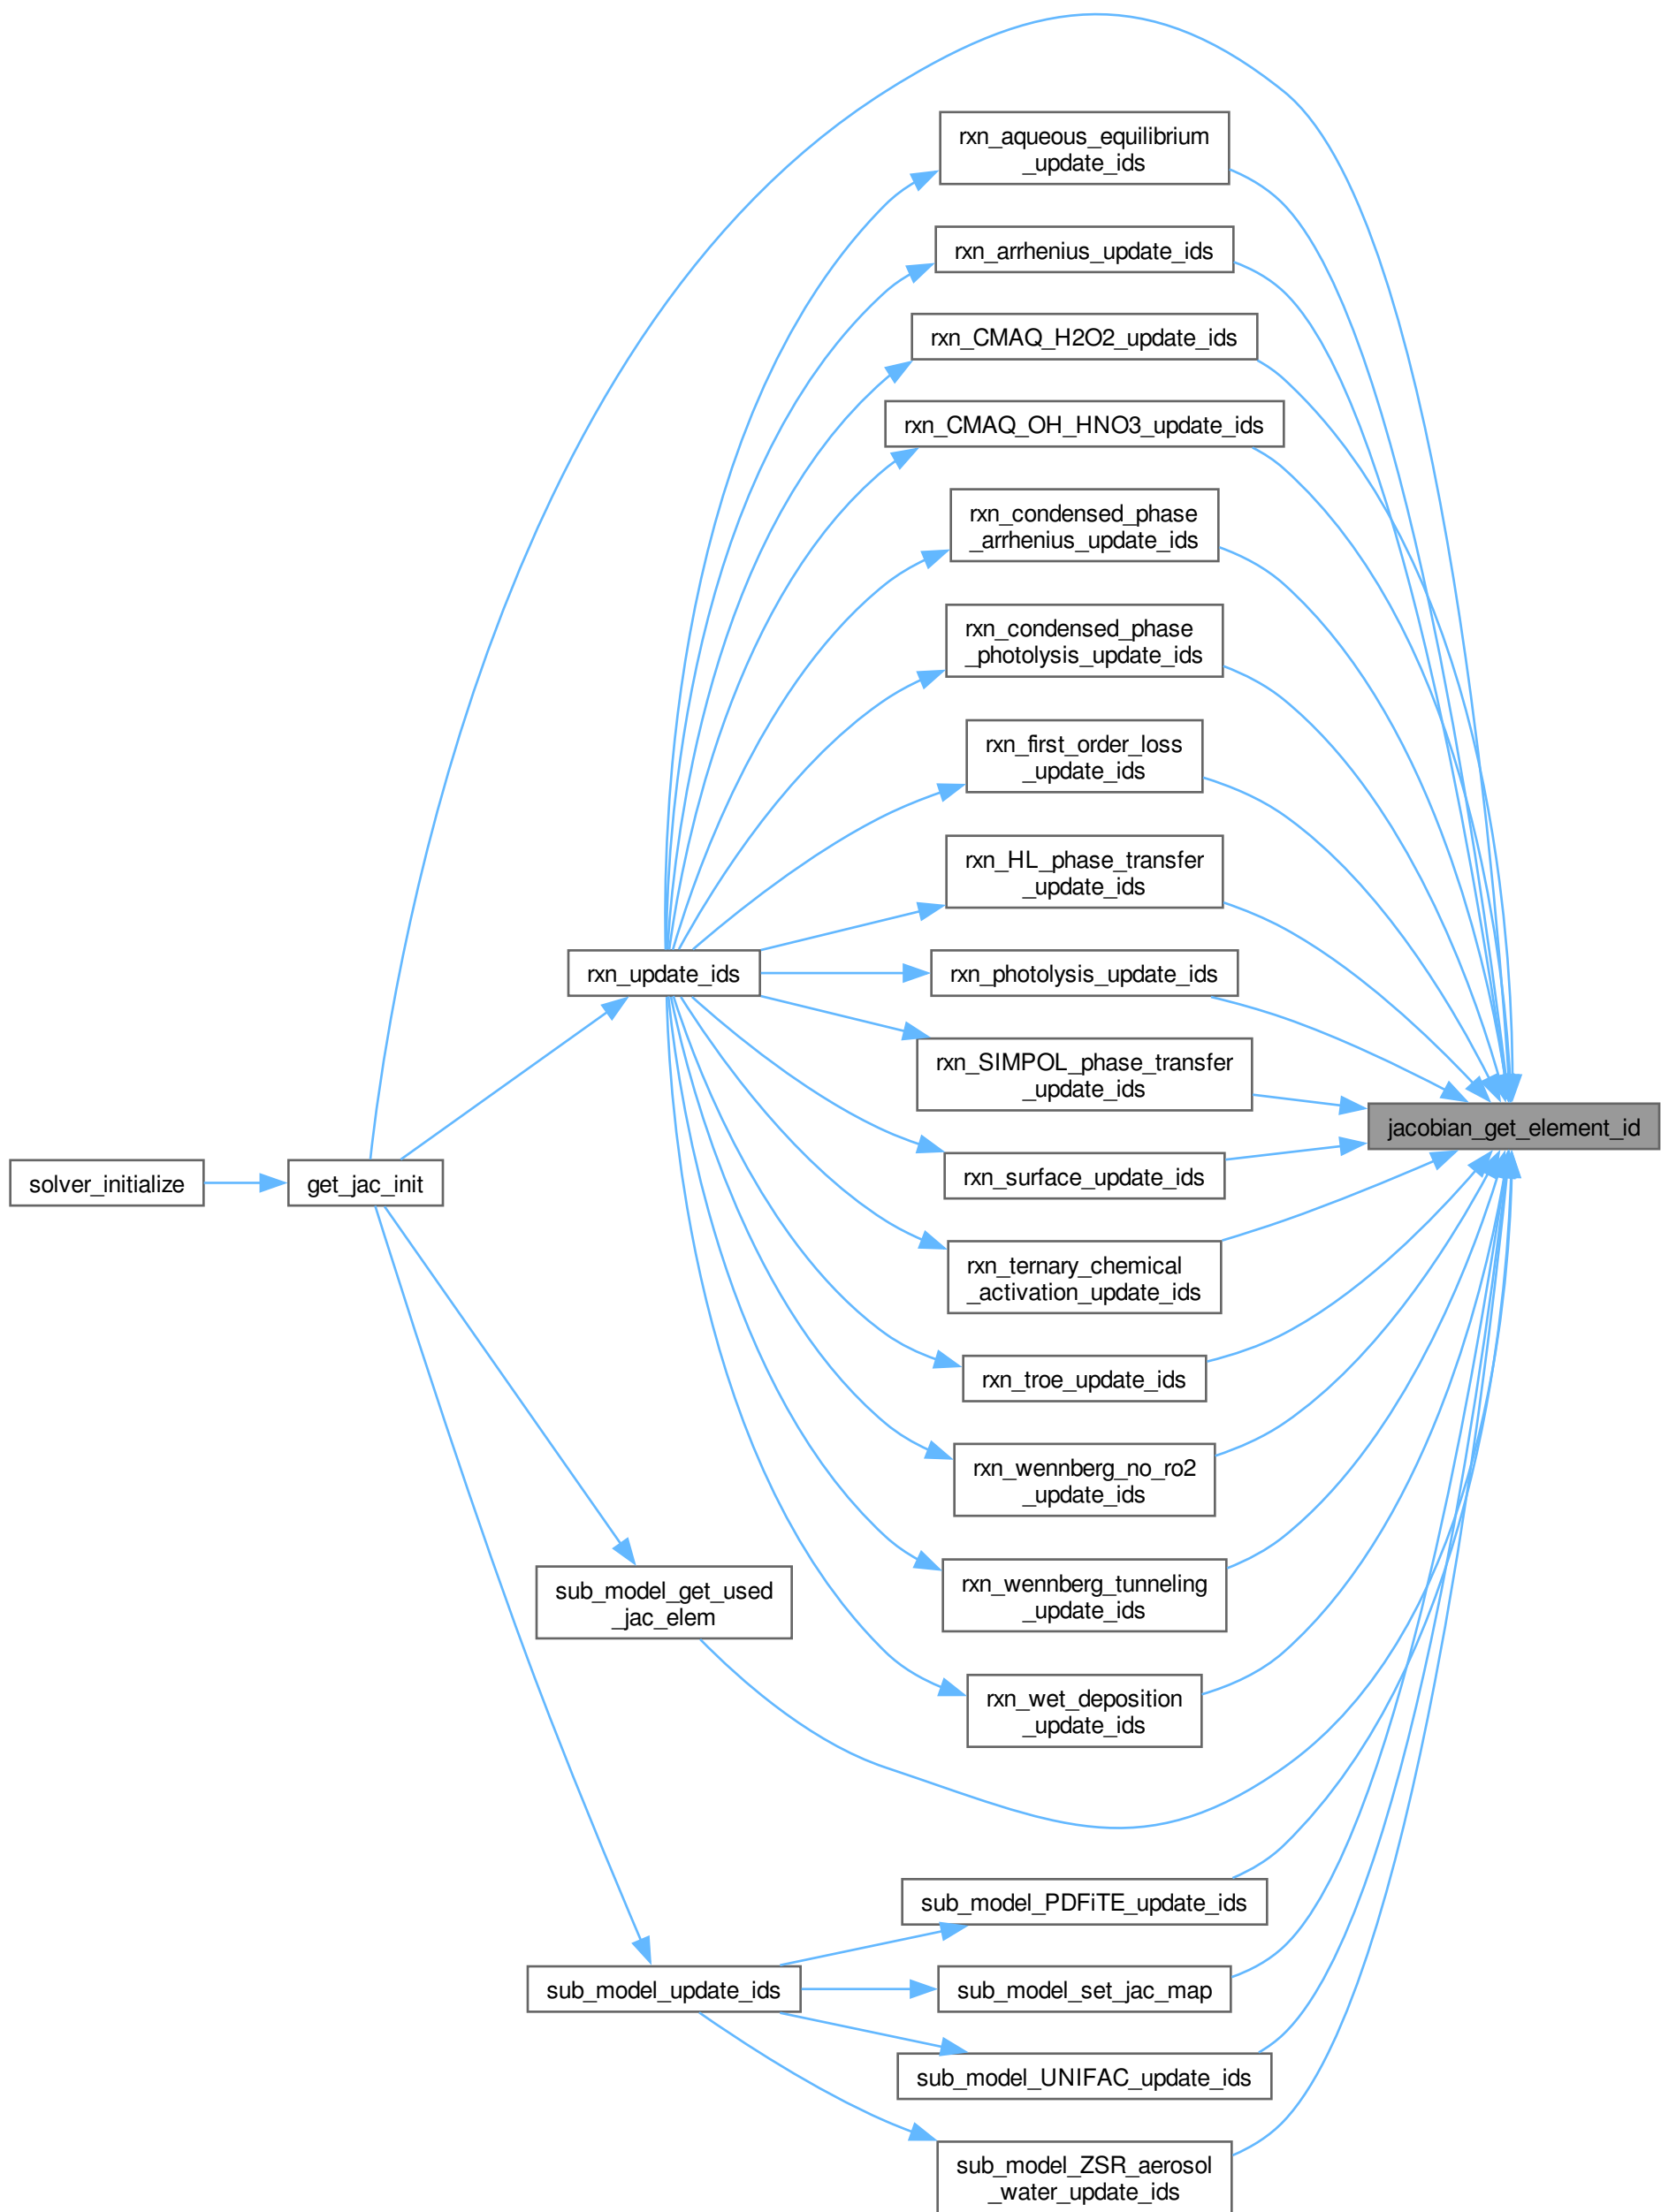 rxn_aqueous_equilibrium
_update_ids
rxn_arrhenius_update_ids
rxn_CMAQ_H2O2_update_ids
rxn_CMAQ_OH_HNO3_update_ids
rxn_condensed_phase
_arrhenius_update_ids
rxn_condensed_phase
_photolysis_update_ids
rxn_first_order_loss
_update_ids
rxn_HL_phase_transfer
_update_ids
rxn_update_ids
rxn_photolysis_update_ids
rxn_SIMPOL_phase_transfer
_update_ids
jacobian_get_element_id
solver_initialize
get_jac_init
rxn_surface_update_ids
rxn_ternary_chemical
_activation_update_ids
rxn_troe_update_ids
rxn_wennberg_no_ro2
_update_ids
rxn_wennberg_tunneling
_update_ids
sub_model_get_used
_jac_elem
rxn_wet_deposition
_update_ids
sub_model_PDFiTE_update_ids
sub_model_update_ids
sub_model_set_jac_map
sub_model_UNIFAC_update_ids
sub_model_ZSR_aerosol
_water_update_ids